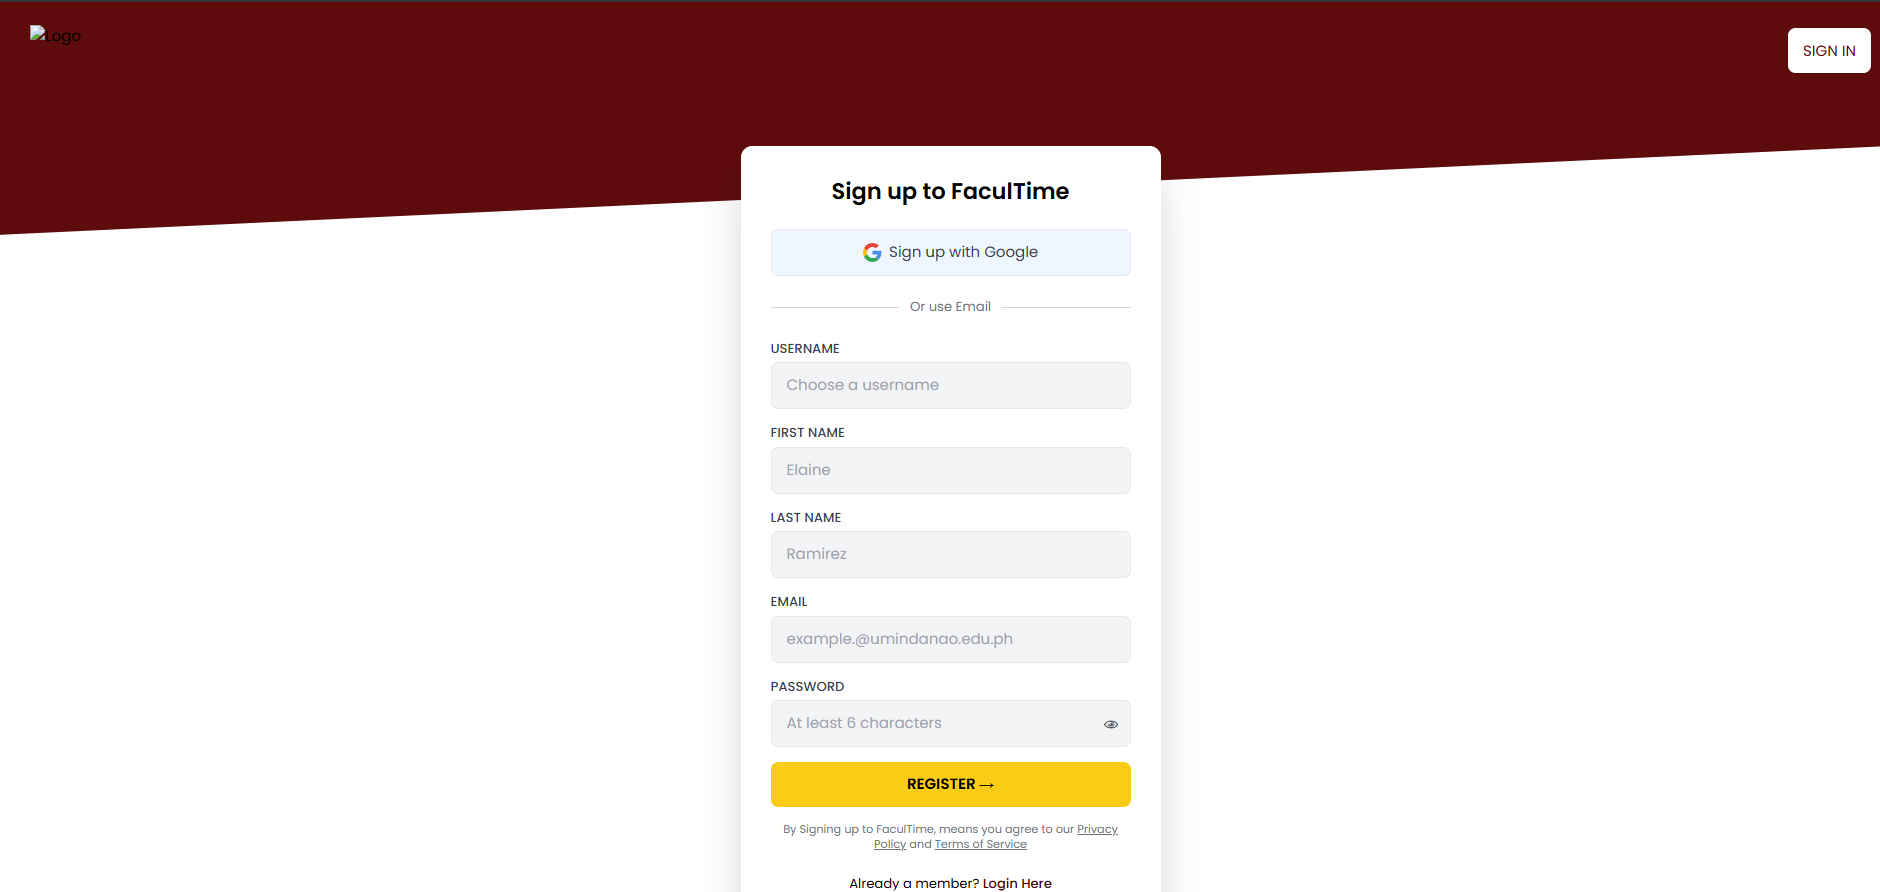 Logo
SIGN IN
Sign up to FaculTime
Sign up with Google
Or use Email
USERNAME
Choose a username
FIRST NAME
Elaine
LAST NAME
Ramirez
EMAIL
example.@umindanao.edu.ph
PASSWORD
At least 6 characters
REGISTER →
By Signing up to FaculTime, means you agree to our Privacy
Policy and Terms of Service
Already a member? Login Here